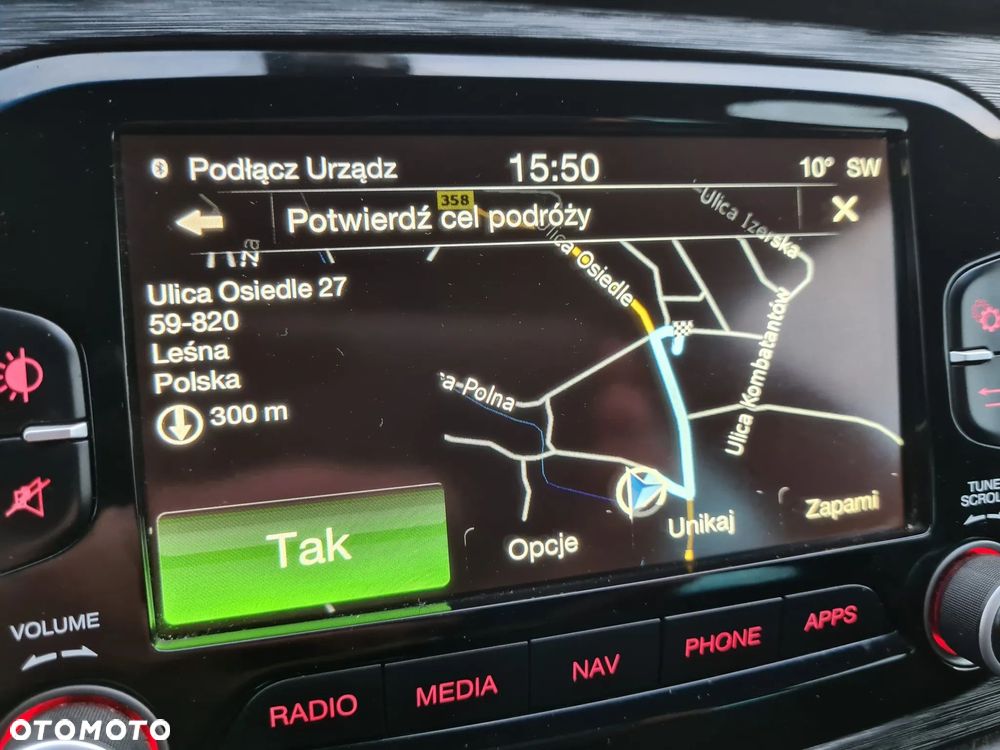 Podłącz Urządz 15:50 10° SW
358
Potwierdź cel podróży X
Ulica Izerska
Ulica Osiedle
Ulica Osiedle 27
59-820
Leśna
Polska
300 m
a-Polna
Ulica Kombatantów
Tak
Opcje
Unikaj
Zapami
TUNE
SCROL
VOLUME
RADIO MEDIA NAV PHONE APPS
OTOMOTO